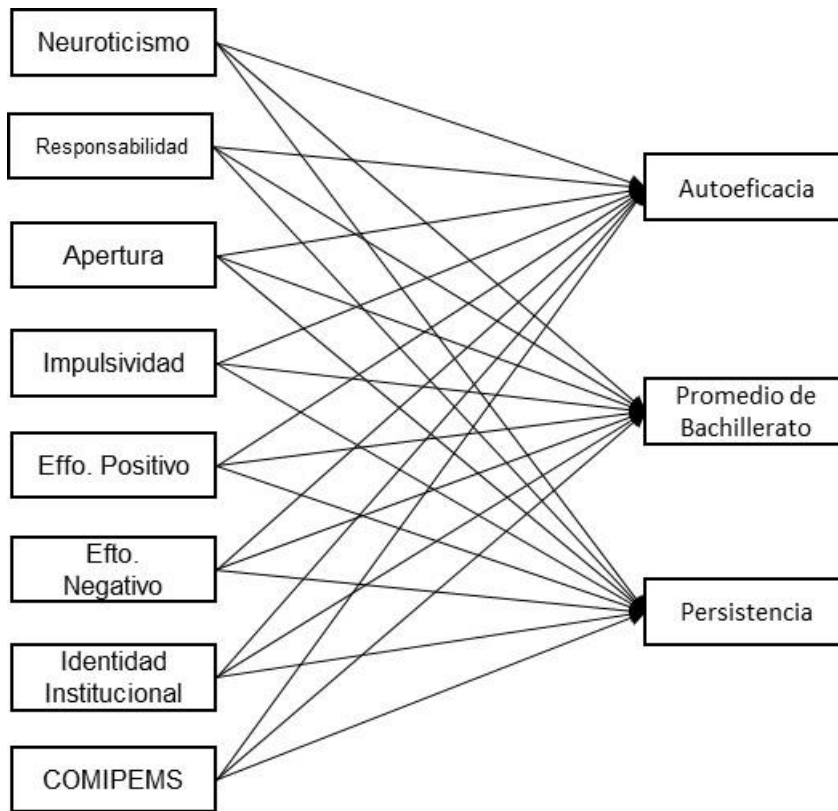 Neuroticismo
Responsabilidad
Apertura
Impulsividad
Effo. Positivo
Efto.
Negativo
Identidad
Institucional
COMIPEMS
Autoeficacia
Promedio de
Bachillerato
Persistencia